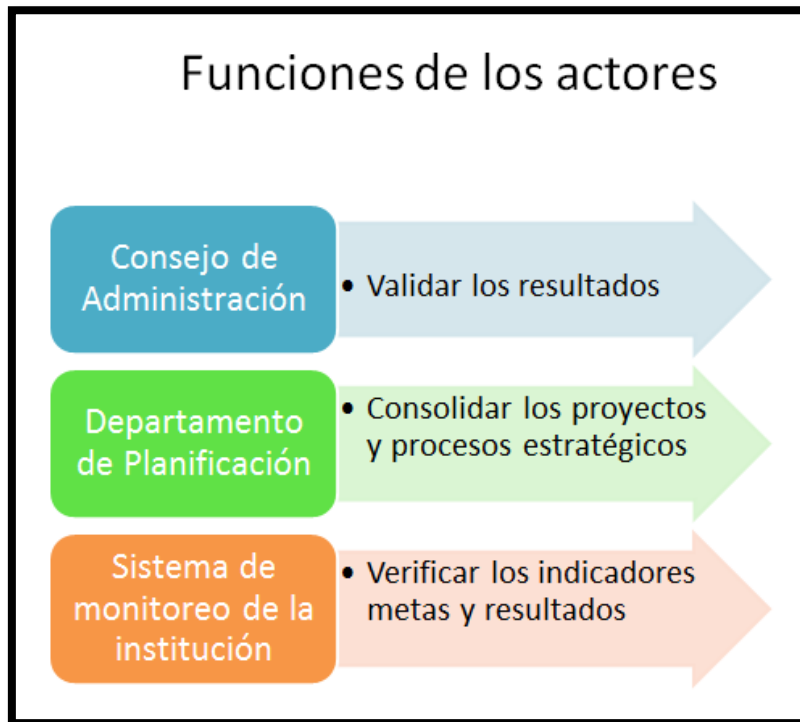 Funciones de los actores
Consejo de
Administración
• Validar los resultados
Departamento
de Planificación
• Consolidar los proyectos
y procesos estratégicos
Sistema de
monitoreo de la
institución
• Verificar los indicadores
metas y resultados